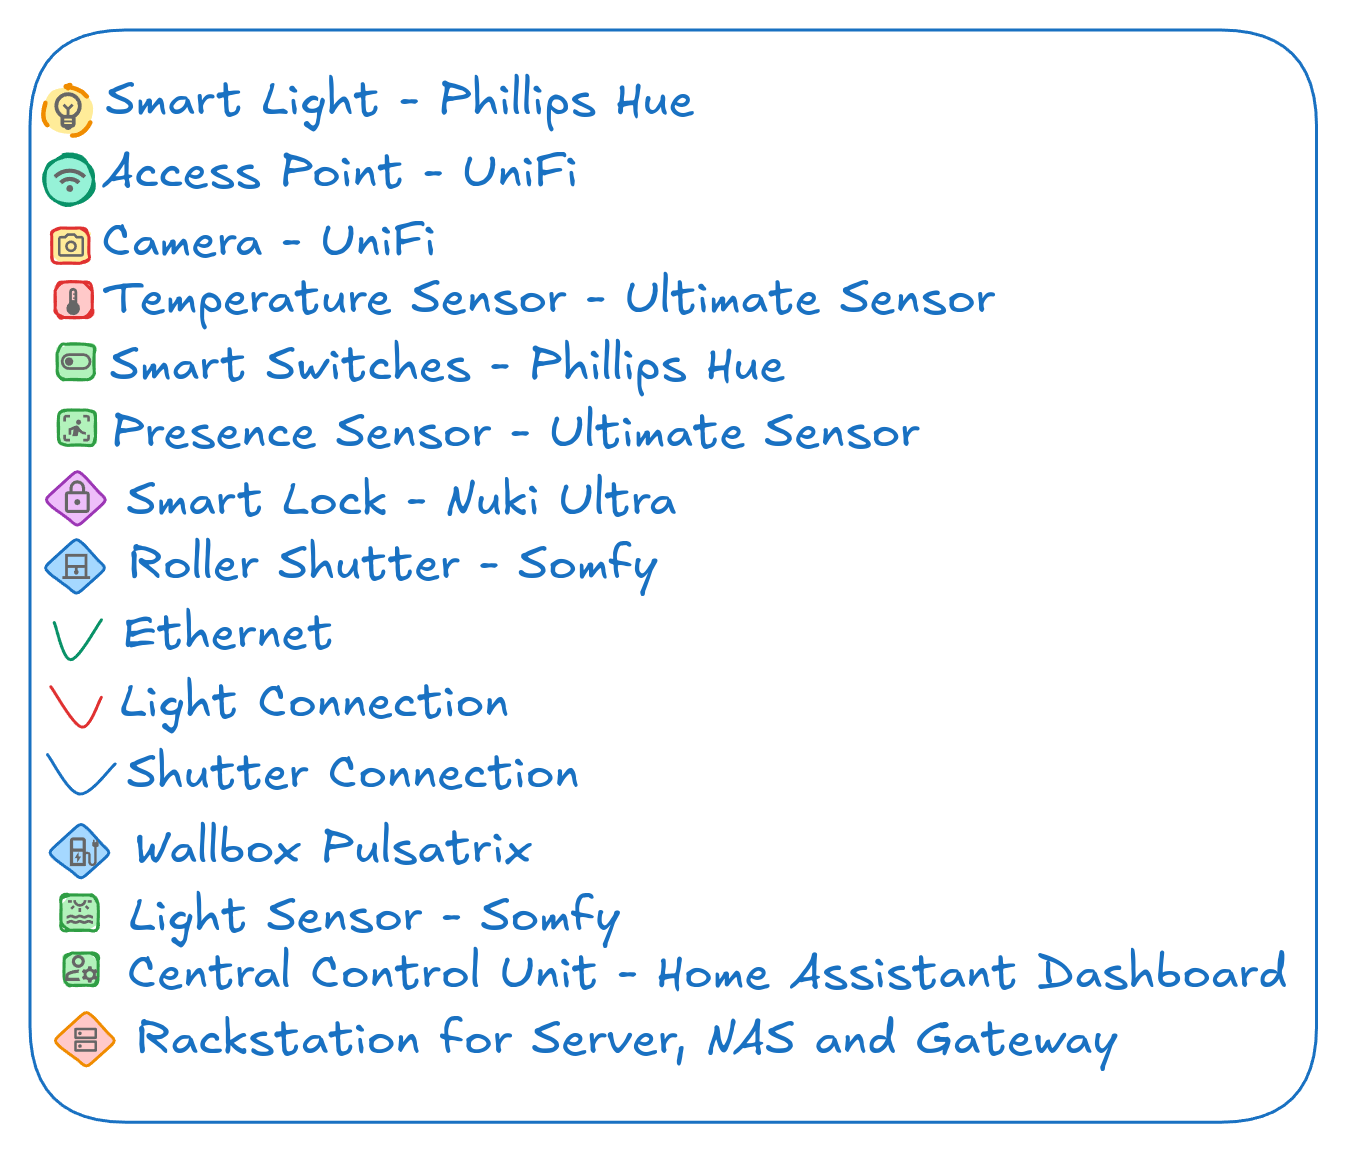 Smart Light - Phillips Hue
Access Point - UniFi
Camera - UniFi
Temperature Sensor - Ultimate Sensor
Smart Switches - Phillips Hue
Presence Sensor - Ultimate Sensor
Smart Lock - Nuki Ultra
Roller Shutter - Somfy
Ethernet
Light Connection
Shutter Connection
Wallbox Pulsatrix
Light Sensor - Somfy
Central Control Unit - Home Assistant Dashboard
Rackstation for Server, NAS and Gateway